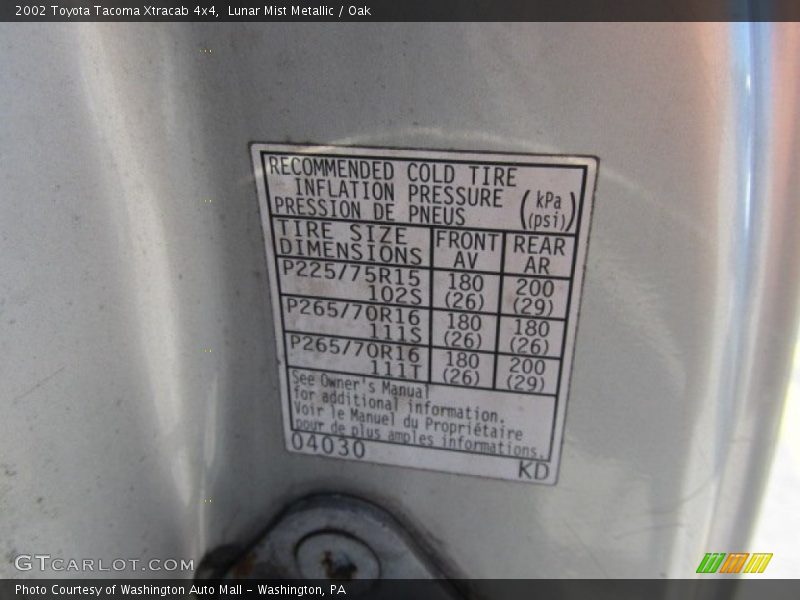 2002 Toyota Tacoma Xtracab 4x4,  Lunar Mist Metallic / Oak
RECOMMENDED COLD TIRE
INFLATION PRESSURE
PRESSION DE PNEUS
(kPa
(psi))
TIRE SIZE
DIMENSIONS
FRONT
AV
REAR
AR
P225/75R15
102S
180
(26)
200
(29)
P265/70R16
111S
180
(26)
180
(26)
P265/70R16
111T
180
(26)
200
(29)
See Owner's Manual
for additional information.
Voir le Manuel du Propriétaire
pour de plus amples informations.
04030
KD
GTCARLOT.COM
Photo Courtesy of Washington Auto Mall - Washington, PA